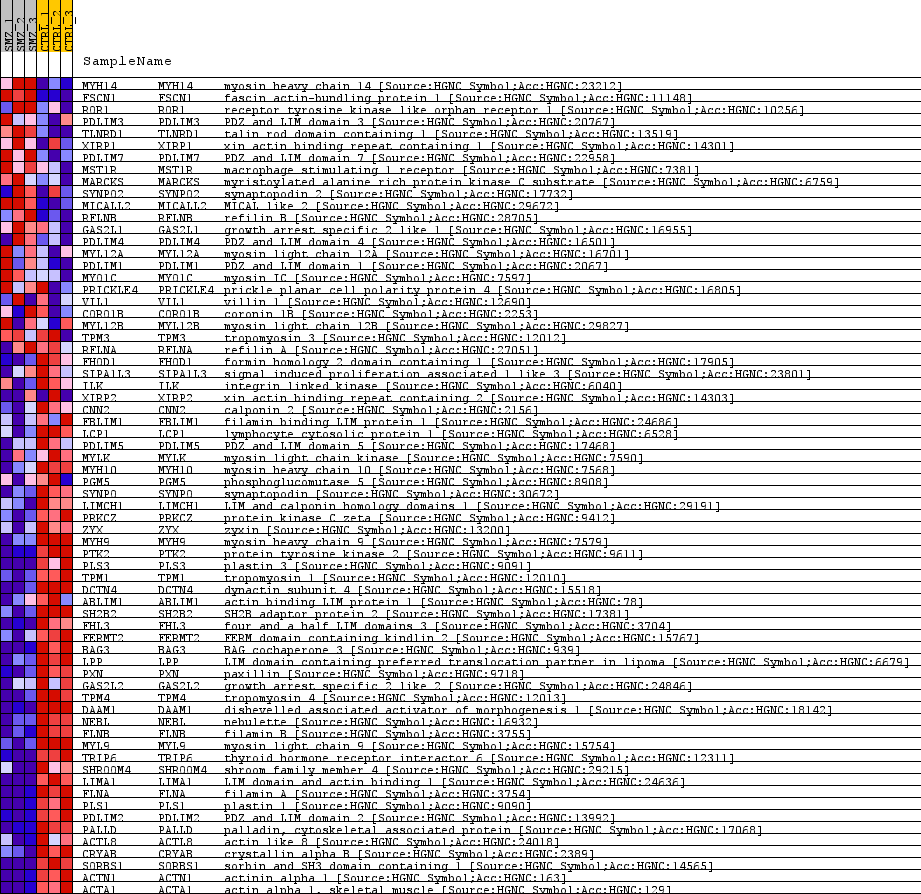 SMZ_1 SMZ_2 SMZ_3 CTRL_1 CTRL_2 CTRL_3
SampleName
MYH14 MYH14 myosin heavy chain 14 [Source:HGNC Symbol;Acc:HGNC:23212]
FSCN1 FSCN1 fascin actin-bundling protein 1 [Source:HGNC Symbol;Acc:HGNC:11148]
ROR1 ROR1 receptor tyrosine kinase like orphan receptor 1 [Source:HGNC Symbol;Acc:HGNC:10256]
PDLIM3 PDLIM3 PDZ and LIM domain 3 [Source:HGNC Symbol;Acc:HGNC:20767]
TLNRD1 TLNRD1 talin rod domain containing 1 [Source:HGNC Symbol;Acc:HGNC:13519]
XIRP1 XIRP1 xin actin binding repeat containing 1 [Source:HGNC Symbol;Acc:HGNC:14301]
PDLIM7 PDLIM7 PDZ and LIM domain 7 [Source:HGNC Symbol;Acc:HGNC:22958]
MST1R MST1R macrophage stimulating 1 receptor [Source:HGNC Symbol;Acc:HGNC:7381]
MARCKS MARCKS myristoylated alanine rich protein kinase C substrate [Source:HGNC Symbol;Acc:HGNC:6759]
SYNPO2 SYNPO2 synaptopodin 2 [Source:HGNC Symbol;Acc:HGNC:17732]
MICALL2 MICALL2 MICAL like 2 [Source:HGNC Symbol;Acc:HGNC:29672]
RFLNB RFLNB refilin B [Source:HGNC Symbol;Acc:HGNC:28705]
GAS2L1 GAS2L1 growth arrest specific 2 like 1 [Source:HGNC Symbol;Acc:HGNC:16955]
PDLIM4 PDLIM4 PDZ and LIM domain 4 [Source:HGNC Symbol;Acc:HGNC:16501]
MYL12A MYL12A myosin light chain 12A [Source:HGNC Symbol;Acc:HGNC:16701]
PDLIM1 PDLIM1 PDZ and LIM domain 1 [Source:HGNC Symbol;Acc:HGNC:2067]
MYO1C MYO1C myosin IC [Source:HGNC Symbol;Acc:HGNC:7597]
PRICKLE4 PRICKLE4 prickle planar cell polarity protein 4 [Source:HGNC Symbol;Acc:HGNC:16805]
VIL1 VIL1 villin 1 [Source:HGNC Symbol;Acc:HGNC:12690]
CORO1B CORO1B coronin 1B [Source:HGNC Symbol;Acc:HGNC:2253]
MYL12B MYL12B myosin light chain 12B [Source:HGNC Symbol;Acc:HGNC:29827]
TPM3 TPM3 tropomyosin 3 [Source:HGNC Symbol;Acc:HGNC:12012]
RFLNA RFLNA refilin A [Source:HGNC Symbol;Acc:HGNC:27051]
FHOD1 FHOD1 formin homology 2 domain containing 1 [Source:HGNC Symbol;Acc:HGNC:17905]
SIPA1L3 SIPA1L3 signal induced proliferation associated 1 like 3 [Source:HGNC Symbol;Acc:HGNC:23801]
ILK ILK integrin linked kinase [Source:HGNC Symbol;Acc:HGNC:6040]
XIRP2 XIRP2 xin actin binding repeat containing 2 [Source:HGNC Symbol;Acc:HGNC:14303]
CNN2 CNN2 calponin 2 [Source:HGNC Symbol;Acc:HGNC:2156]
FBLIM1 FBLIM1 filamin binding LIM protein 1 [Source:HGNC Symbol;Acc:HGNC:24686]
LCP1 LCP1 lymphocyte cytosolic protein 1 [Source:HGNC Symbol;Acc:HGNC:6528]
PDLIM5 PDLIM5 PDZ and LIM domain 5 [Source:HGNC Symbol;Acc:HGNC:17468]
MYLK MYLK myosin light chain kinase [Source:HGNC Symbol;Acc:HGNC:7590]
MYH10 MYH10 myosin heavy chain 10 [Source:HGNC Symbol;Acc:HGNC:7568]
PGM5 PGM5 phosphoglucomutase 5 [Source:HGNC Symbol;Acc:HGNC:8908]
SYNPO SYNPO synaptopodin [Source:HGNC Symbol;Acc:HGNC:30672]
LIMCH1 LIMCH1 LIM and calponin homology domains 1 [Source:HGNC Symbol;Acc:HGNC:29191]
PRKCZ PRKCZ protein kinase C zeta [Source:HGNC Symbol;Acc:HGNC:9412]
ZYX ZYX zyxin [Source:HGNC Symbol;Acc:HGNC:13200]
MYH9 MYH9 myosin heavy chain 9 [Source:HGNC Symbol;Acc:HGNC:7579]
PTK2 PTK2 protein tyrosine kinase 2 [Source:HGNC Symbol;Acc:HGNC:9611]
PLS3 PLS3 plastin 3 [Source:HGNC Symbol;Acc:HGNC:9091]
TPM1 TPM1 tropomyosin 1 [Source:HGNC Symbol;Acc:HGNC:12010]
DCTN4 DCTN4 dynactin subunit 4 [Source:HGNC Symbol;Acc:HGNC:15518]
ABLIM1 ABLIM1 actin binding LIM protein 1 [Source:HGNC Symbol;Acc:HGNC:78]
SH2B2 SH2B2 SH2B adaptor protein 2 [Source:HGNC Symbol;Acc:HGNC:17381]
FHL3 FHL3 four and a half LIM domains 3 [Source:HGNC Symbol;Acc:HGNC:3704]
FERMT2 FERMT2 FERM domain containing kindlin 2 [Source:HGNC Symbol;Acc:HGNC:15767]
BAG3 BAG3 BAG cochaperone 3 [Source:HGNC Symbol;Acc:HGNC:939]
LPP LPP LIM domain containing preferred translocation partner in lipoma [Source:HGNC Symbol;Acc:HGNC:6679]
PXN PXN paxillin [Source:HGNC Symbol;Acc:HGNC:9718]
GAS2L2 GAS2L2 growth arrest specific 2 like 2 [Source:HGNC Symbol;Acc:HGNC:24846]
TPM4 TPM4 tropomyosin 4 [Source:HGNC Symbol;Acc:HGNC:12013]
DAAM1 DAAM1 dishevelled associated activator of morphogenesis 1 [Source:HGNC Symbol;Acc:HGNC:18142]
NEBL NEBL nebulette [Source:HGNC Symbol;Acc:HGNC:16932]
FLNB FLNB filamin B [Source:HGNC Symbol;Acc:HGNC:3755]
MYL9 MYL9 myosin light chain 9 [Source:HGNC Symbol;Acc:HGNC:15754]
TRIP6 TRIP6 thyroid hormone receptor interactor 6 [Source:HGNC Symbol;Acc:HGNC:12311]
SHROOM4 SHROOM4 shroom family member 4 [Source:HGNC Symbol;Acc:HGNC:29215]
LIMA1 LIMA1 LIM domain and actin binding 1 [Source:HGNC Symbol;Acc:HGNC:24636]
FLNA FLNA filamin A [Source:HGNC Symbol;Acc:HGNC:3754]
PLS1 PLS1 plastin 1 [Source:HGNC Symbol;Acc:HGNC:9090]
PDLIM2 PDLIM2 PDZ and LIM domain 2 [Source:HGNC Symbol;Acc:HGNC:13992]
PALLD PALLD palladin, cytoskeletal associated protein [Source:HGNC Symbol;Acc:HGNC:17068]
ACTL8 ACTL8 actin like 8 [Source:HGNC Symbol;Acc:HGNC:24018]
CRYAB CRYAB crystallin alpha B [Source:HGNC Symbol;Acc:HGNC:2389]
SORBS1 SORBS1 sorbin and SH3 domain containing 1 [Source:HGNC Symbol;Acc:HGNC:14565]
ACTN1 ACTN1 actinin alpha 1 [Source:HGNC Symbol;Acc:HGNC:163]
ACTA1 ACTA1 actin alpha 1, skeletal muscle [Source:HGNC Symbol;Acc:HGNC:129]